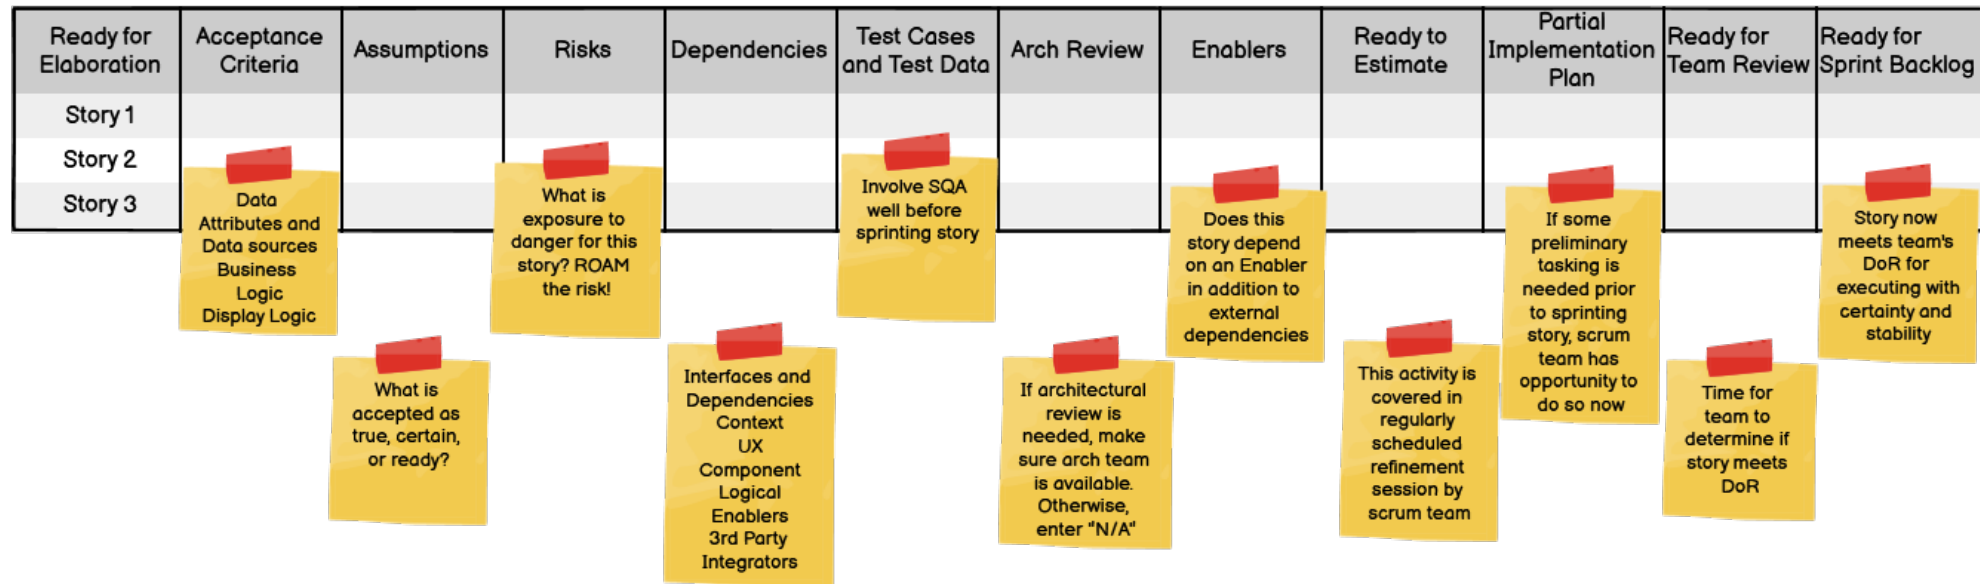 Ready for
Elaboration
Acceptance
Criteria
Assumptions
Risks
Dependencies
Test Cases
and Test Data
Arch Review
Enablers
Ready to
Estimate
Partial
Implementation
Plan
Ready for
Team Review
Ready for
Sprint Backlog
Story 1
Story 2
Story 3
Data
Attributes and
Data sources
Business
Logic
Display Logic
What is
accepted as
true, certain,
or ready?
What is
exposure to
danger for this
story? ROAM
the risk!
Interfaces and
Dependencies
Context
UX
Component
Logical
Enablers
3rd Party
Integrators
Involve SQA
well before
sprinting story
If architectural
review is
needed, make
sure arch team
is available.
Otherwise,
enter "N/A"
Does this
story depend
on an Enabler
in addition to
external
dependencies
This activity is
covered in
regularly
scheduled
refinement
session by
scrum team
If some
preliminary
tasking is
needed prior
to sprinting
story, scrum
team has
opportunity to
do so now
Time for
team to
determine if
story meets
DoR
Story now
meets team's
DoR for
executing with
certainty and
stability